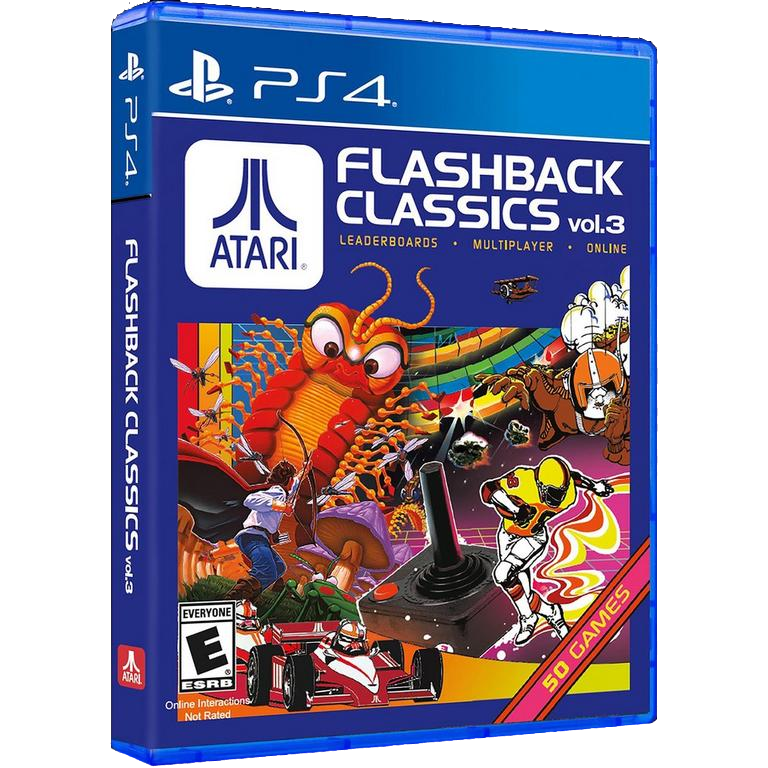 PS4
PS4
FLASHBACK
CLASSICS vol.3
LEADERBOARDS • MULTIPLAYER • ONLINE
ATARI
FLASHBACK CLASSICS vol.3
50 GAMES
EVERYONE
E
ESRB
ATARI
Online Interactions
Not Rated